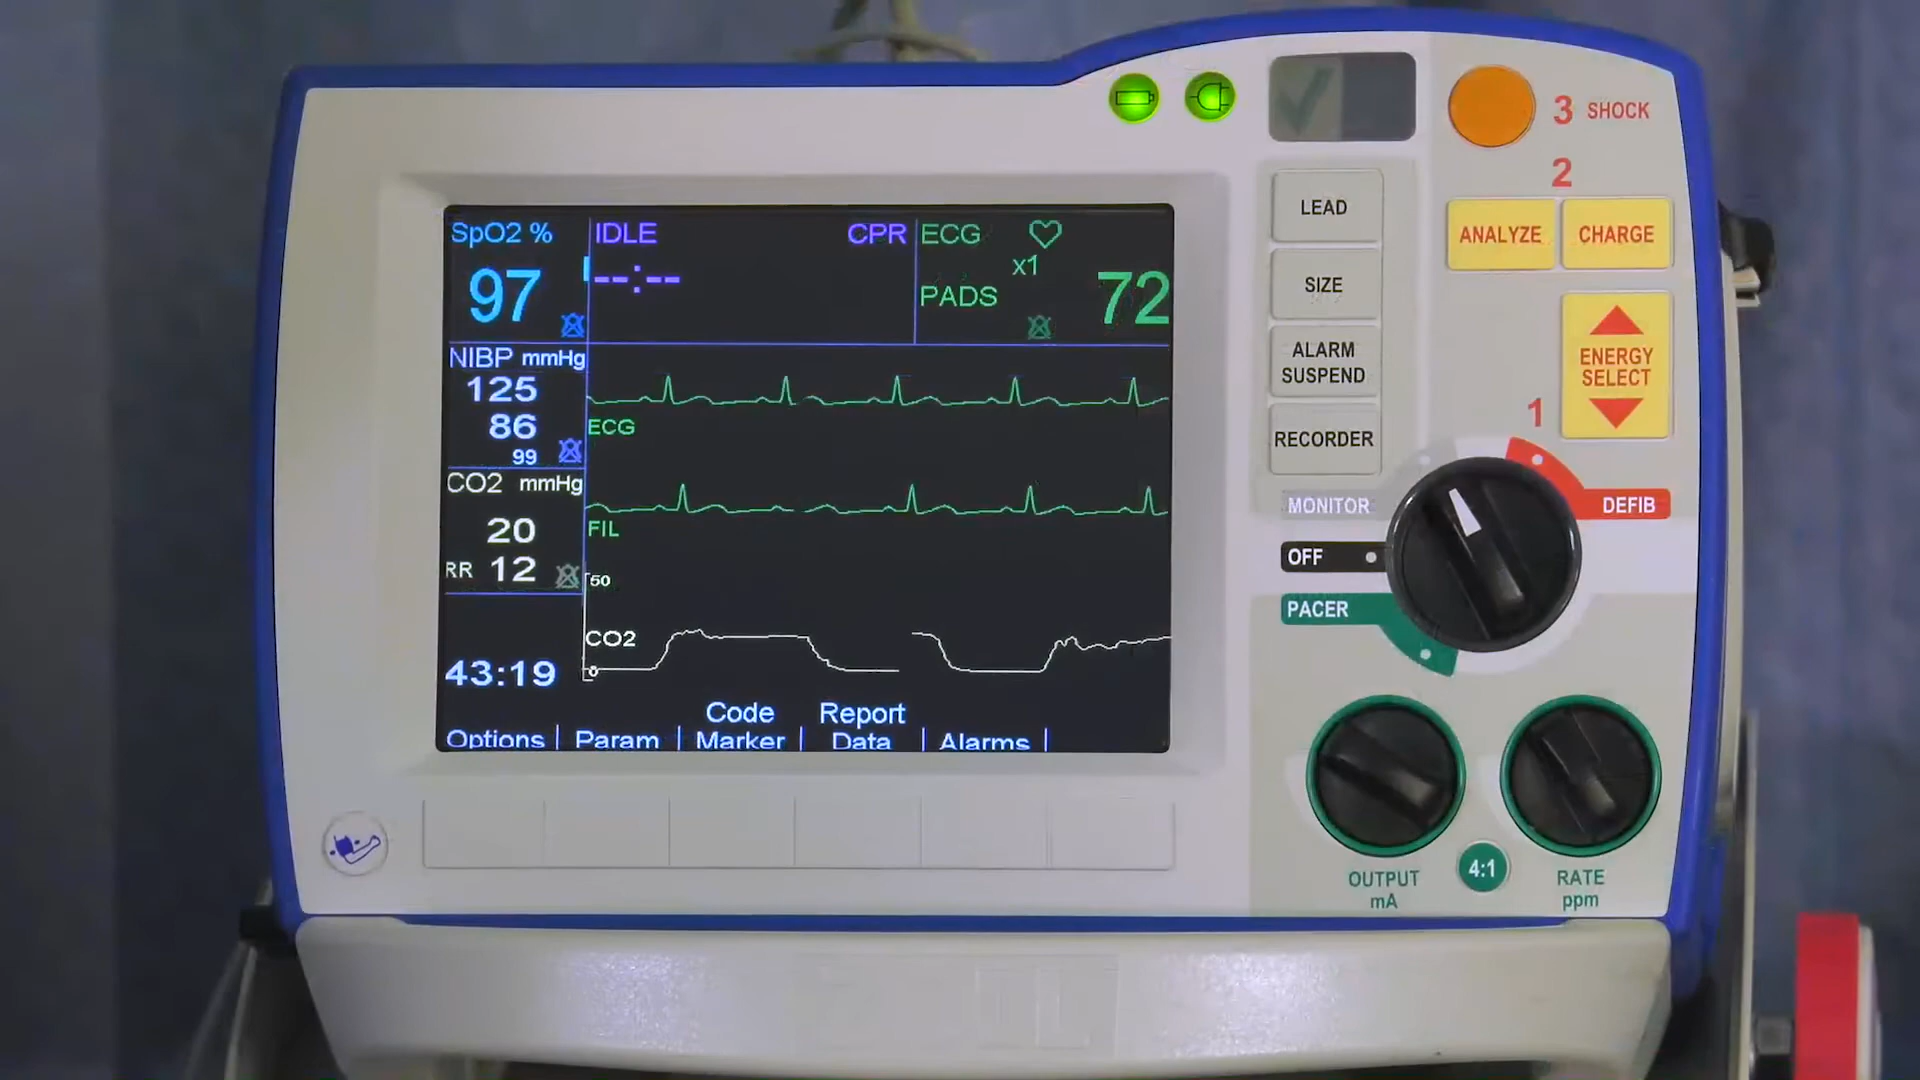 SpO2 %
97
IDLE
--:--
CPR
ECG
x1
PADS
72
NIBP mmHg
125
86
99
ECG
CO2 mmHg
20
RR 12
FIL
50
CO2
0
43:19
Options
Param
Code
Marker
Report
Data
Alarms
LEAD
SIZE
ALARM
SUSPEND
RECORDER
3 SHOCK
2
ANALYZE
CHARGE
ENERGY
SELECT
1
MONITOR
DEFIB
OFF
PACER
OUTPUT
mA
4:1
RATE
ppm